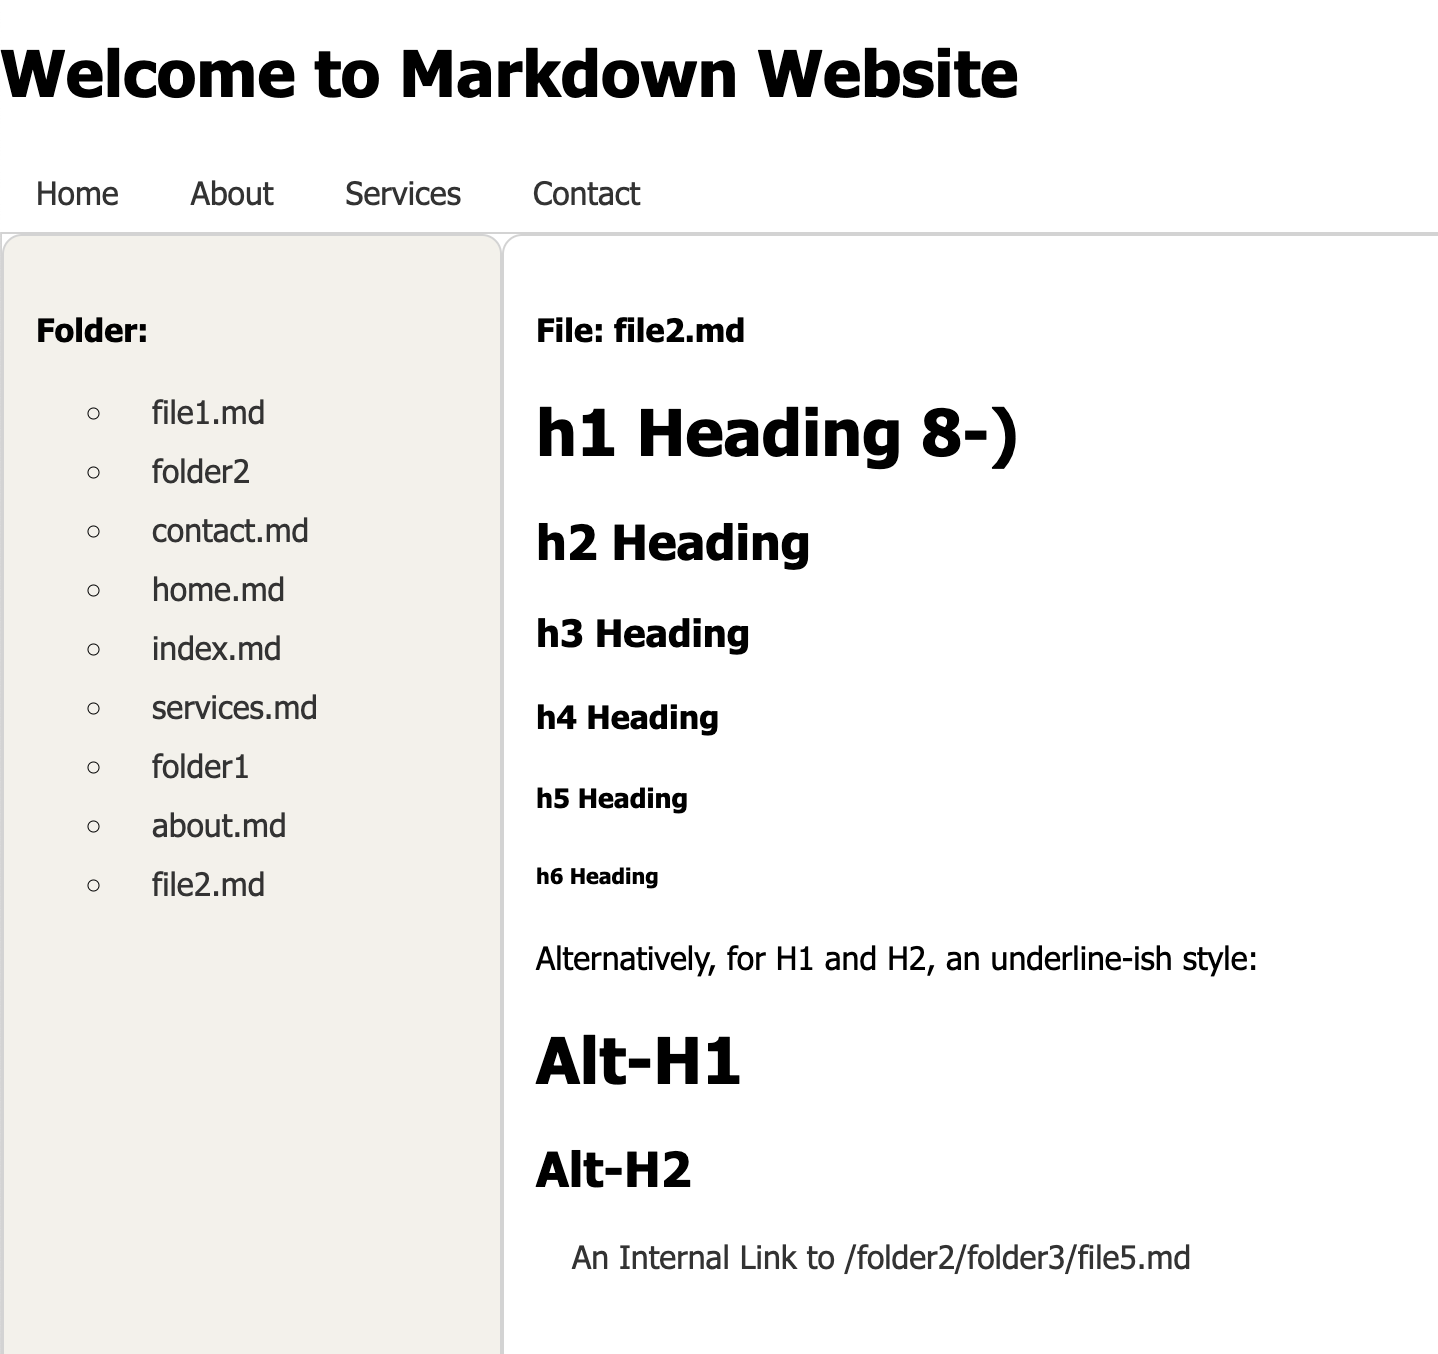 Welcome to Markdown Website
Home About Services Contact
Folder:
file1.md
folder2
contact.md
home.md
index.md
services.md
folder1
about.md
file2.md
File: file2.md
h1 Heading 8-)
h2 Heading
h3 Heading
h4 Heading
h5 Heading
h6 Heading
Alternatively, for H1 and H2, an underline-ish style:
Alt-H1
Alt-H2
An Internal Link to /folder2/folder3/file5.md